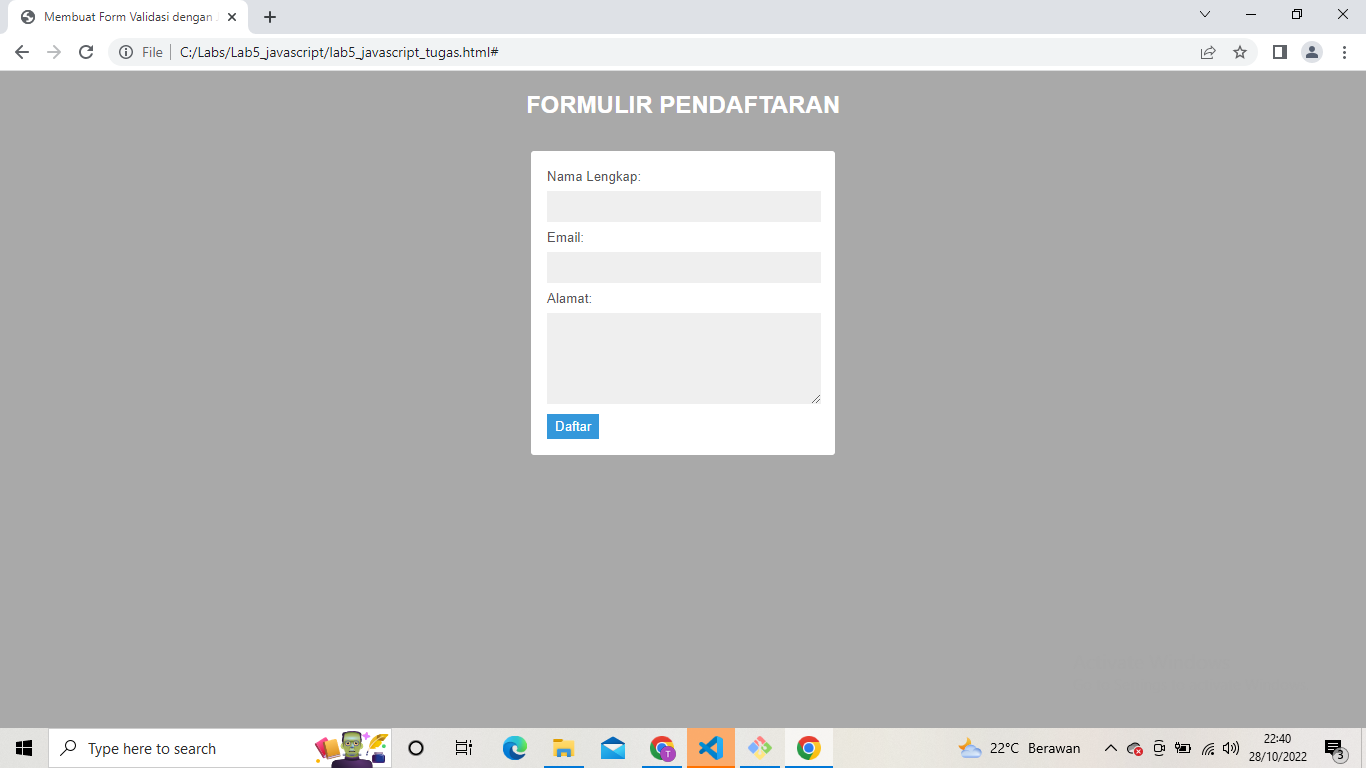 Membuat Form Validasi dengan
File
C:/Labs/Lab5_javascript/lab5_javascript_tugas.html#
FORMULIR PENDAFTARAN
Nama Lengkap:
Email:
Alamat:
Daftar
Type here to search
T
22°C Berawan
22:40
28/10/2022
3